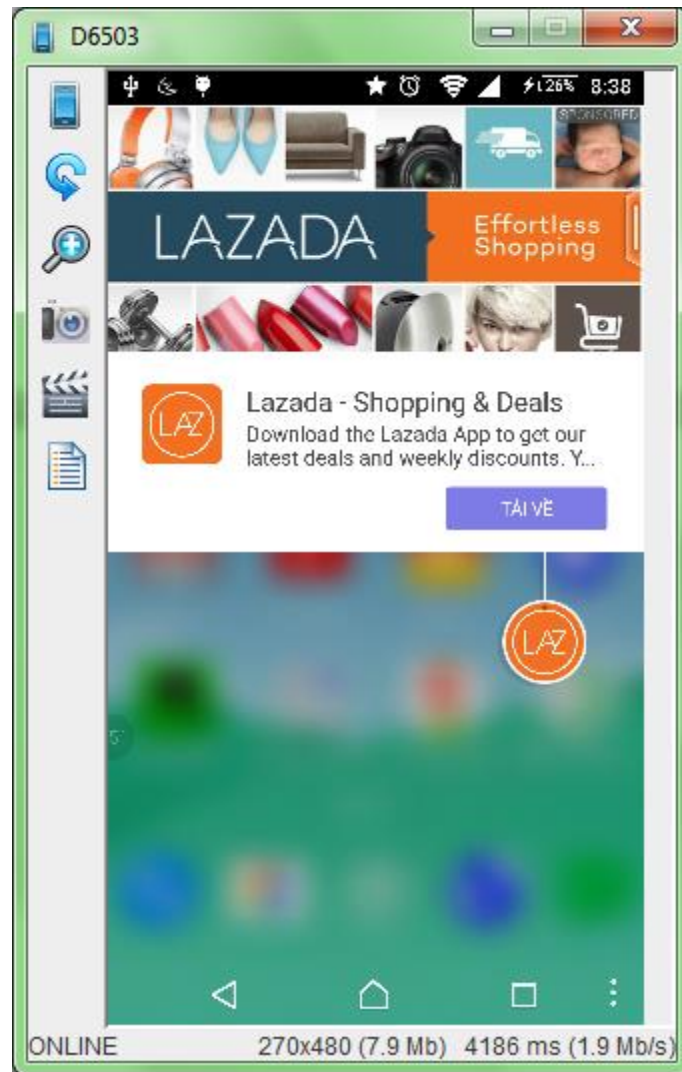 D6503
26% 8:38
SPONSORED
LAZADA
Effortless
Shopping
LAZ
Lazada - Shopping & Deals
Download the Lazada App to get our
latest deals and weekly discounts. Y...
TẢI VỀ
LAZ
ONLINE 270x480 (7.9 Mb) 4186 ms (1.9 Mb/s)